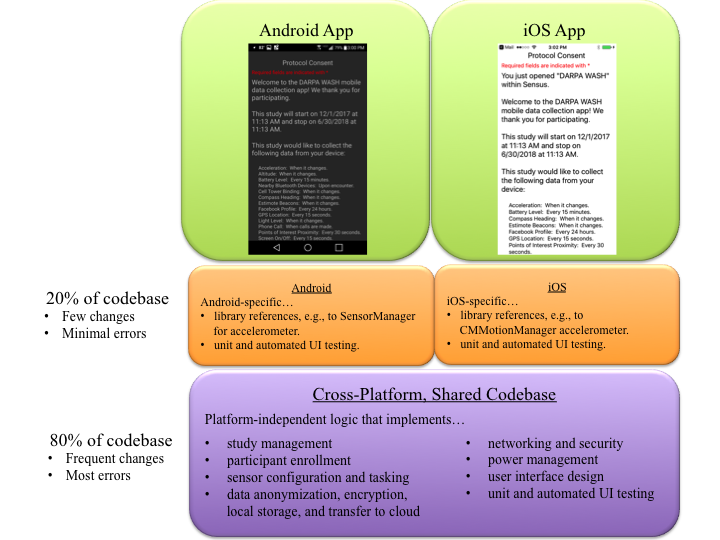 Android App
iOS App
82°
79%
3:00 PM
Protocol Consent
Required fields are indicated with *
Welcome to the DARPA WASH mobile
data collection app! We thank you for
participating.
This study will start on 12/1/2017 at
11:13 AM and stop on 6/30/2018 at
11:13 AM.
This study would like to collect the
following data from your device:
Acceleration: When it changes.
Altitude: When it changes.
Battery Level: Every 15 minutes.
Nearby Bluetooth Devices: Upon encounter.
Cell Tower Binding: When it changes.
Compass Heading: When it changes.
Estimote Beacons: When it changes.
Facebook Profile: Every 24 hours.
GPS Location: Every 15 seconds.
Light Level: When it changes.
Phone Call: When calls are made.
Points of Interest Proximity: Every 30 seconds.
Screen On/Off: Every 15 seconds.
Mail
3:02 PM
Protocol Consent
Required fields are indicated with *
You just opened "DARPA WASH"
within Sensus.
Welcome to the DARPA WASH
mobile data collection app! We
thank you for participating.
This study will start on 12/1/2017
at 11:13 AM and stop on
6/30/2018 at 11:13 AM.
This study would like to collect
the following data from your
device:
Acceleration: When it changes.
Battery Level: Every 15 minutes.
Compass Heading: When it changes.
Estimote Beacons: When it changes.
Facebook Profile: Every 24 hours.
GPS Location: Every 15 seconds.
Points of Interest Proximity: Every 30
seconds.
20% of codebase
• Few changes
• Minimal errors
Android
Android-specific…
• library references, e.g., to SensorManager
for accelerometer.
• unit and automated UI testing.
iOS
iOS-specific…
• library references, e.g., to
CMMotionManager accelerometer.
• unit and automated UI testing.
80% of codebase
• Frequent changes
• Most errors
Cross-Platform, Shared Codebase
Platform-independent logic that implements…
• study management
• participant enrollment
• sensor configuration and tasking
• data anonymization, encryption,
local storage, and transfer to cloud
• networking and security
• power management
• user interface design
• unit and automated UI testing